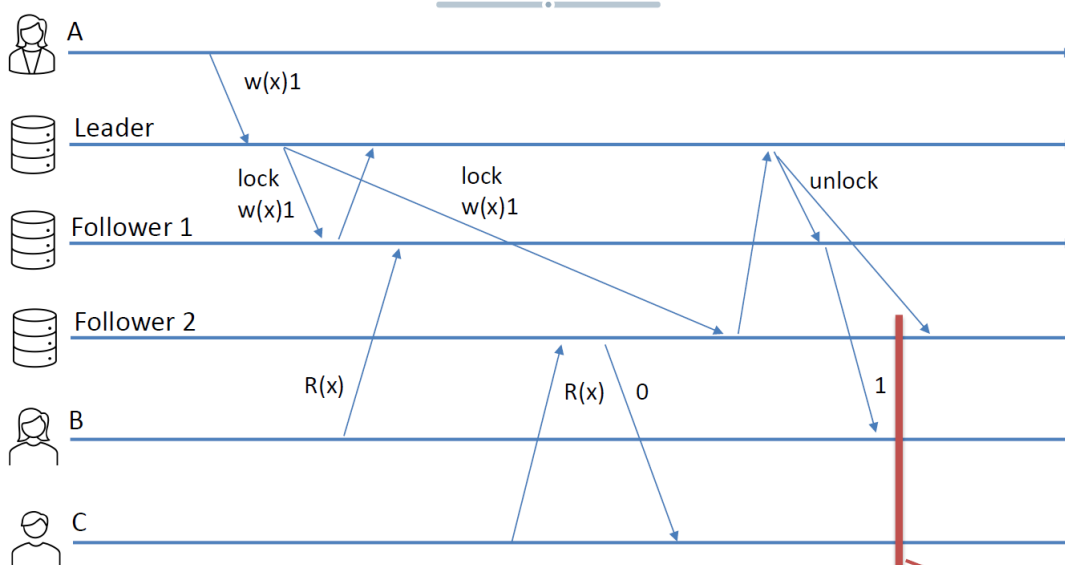 A
w(x)1
Leader
lock
w(x)1
lock
w(x)1
unlock
Follower 1
Follower 2
R(x)
R(x)
0
1
B
C